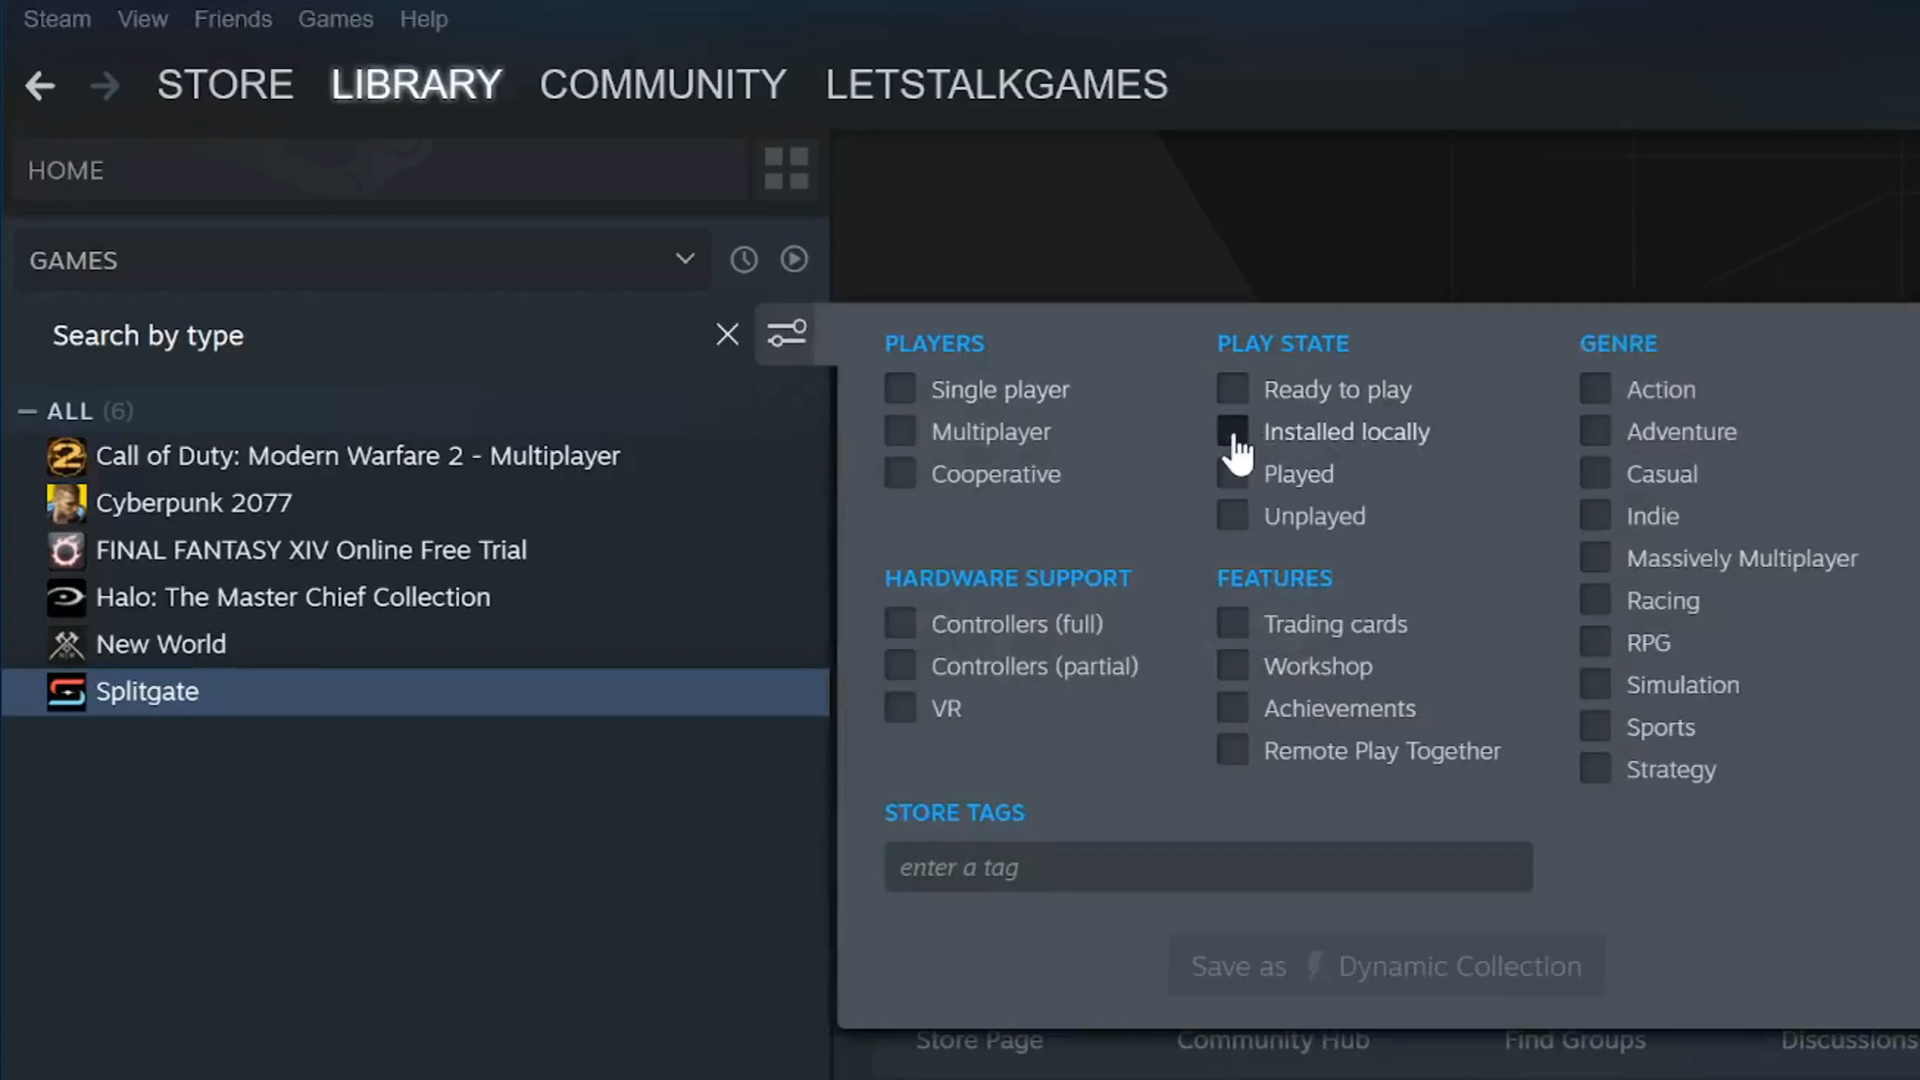 Steam View Friends Games Help
STORE LIBRARY COMMUNITY LETSTALKGAMES
HOME
GAMES
Search by type
ALL (6)
Call of Duty: Modern Warfare 2 - Multiplayer
Cyberpunk 2077
FINAL FANTASY XIV Online Free Trial
Halo: The Master Chief Collection
New World
Splitgate
PLAYERS
Single player
Multiplayer
Cooperative
HARDWARE SUPPORT
Controllers (full)
Controllers (partial)
VR
PLAY STATE
Ready to play
Installed locally
Played
Unplayed
FEATURES
Trading cards
Workshop
Achievements
Remote Play Together
GENRE
Action
Adventure
Casual
Indie
Massively Multiplayer
Racing
RPG
Simulation
Sports
Strategy
STORE TAGS
enter a tag
Save as Dynamic Collection
Store Page Community Hub Find Groups Discussions